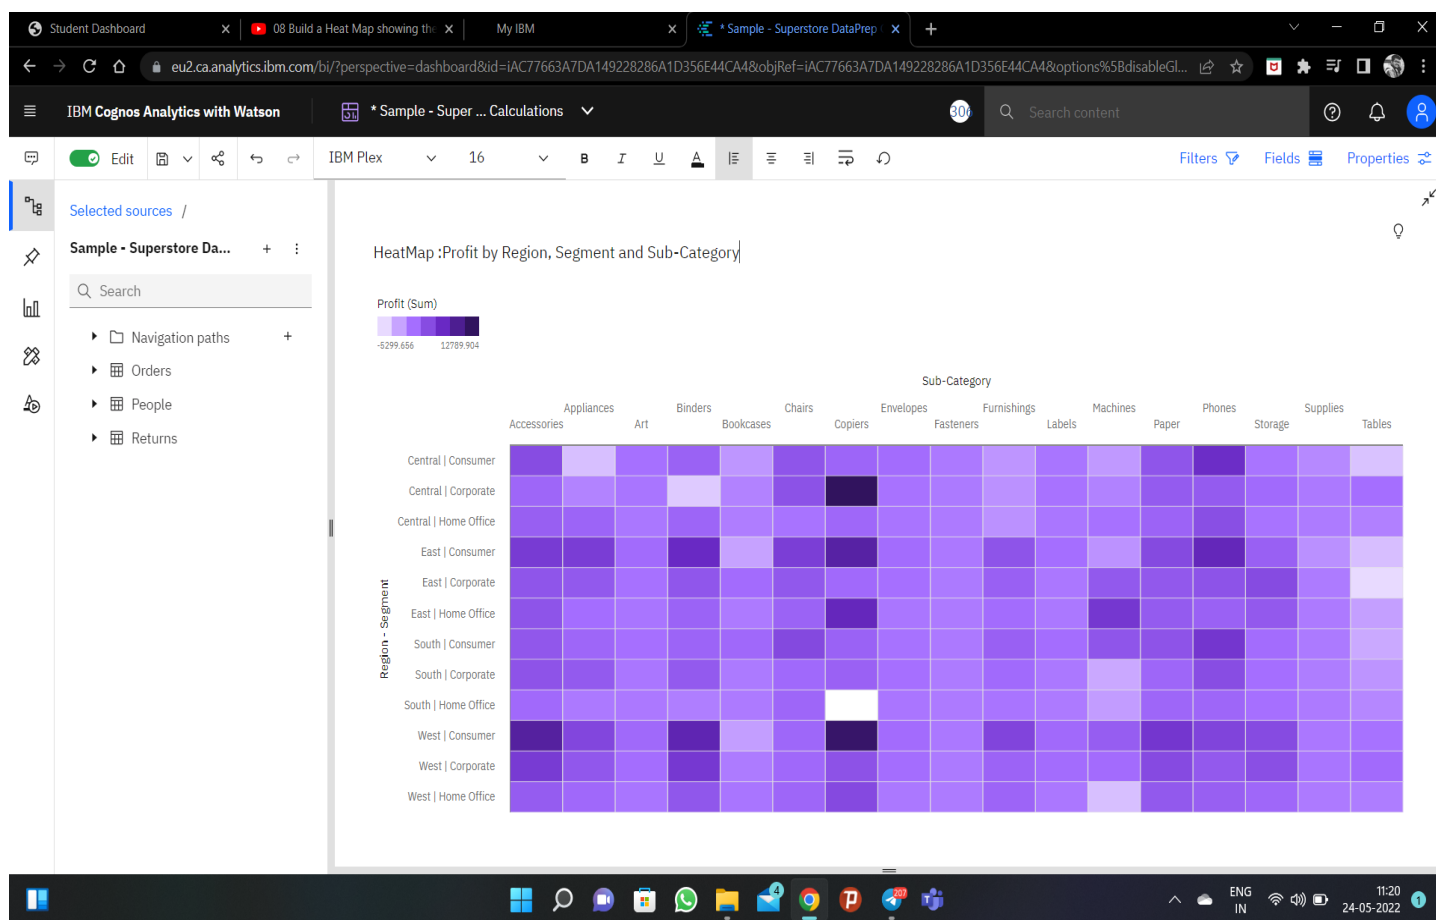 Student Dashboard
08 Build a Heat Map showing the
My IBM
* Sample - Superstore DataPrep
eu2.ca.analytics.ibm.com/bi/?perspective=dashboard&id=iAC77663A7DA149228286A1D356E44CA4&objRef=iAC77663A7DA149228286A1D356E44CA4&options%5BdisableGl...
IBM Cognos Analytics with Watson
* Sample - Super ... Calculations
306
Search content
Edit
IBM Plex
16
B I U A
Filters
Fields
Properties
Selected sources /
Sample - Superstore Da...
Search
Navigation paths
Orders
People
Returns
HeatMap :Profit by Region, Segment and Sub-Category
Profit (Sum)
-5299.656 12789.904
Sub-Category
Appliances Binders Chairs Envelopes Furnishings Machines Phones Supplies
Accessories Art Bookcases Copiers Fasteners Labels Paper Storage Tables
Region - Segment
Central | Consumer
Central | Corporate
Central | Home Office
East | Consumer
East | Corporate
East | Home Office
South | Consumer
South | Corporate
South | Home Office
West | Consumer
West | Corporate
West | Home Office
4
207
ENG
IN
11:20
24-05-2022
1